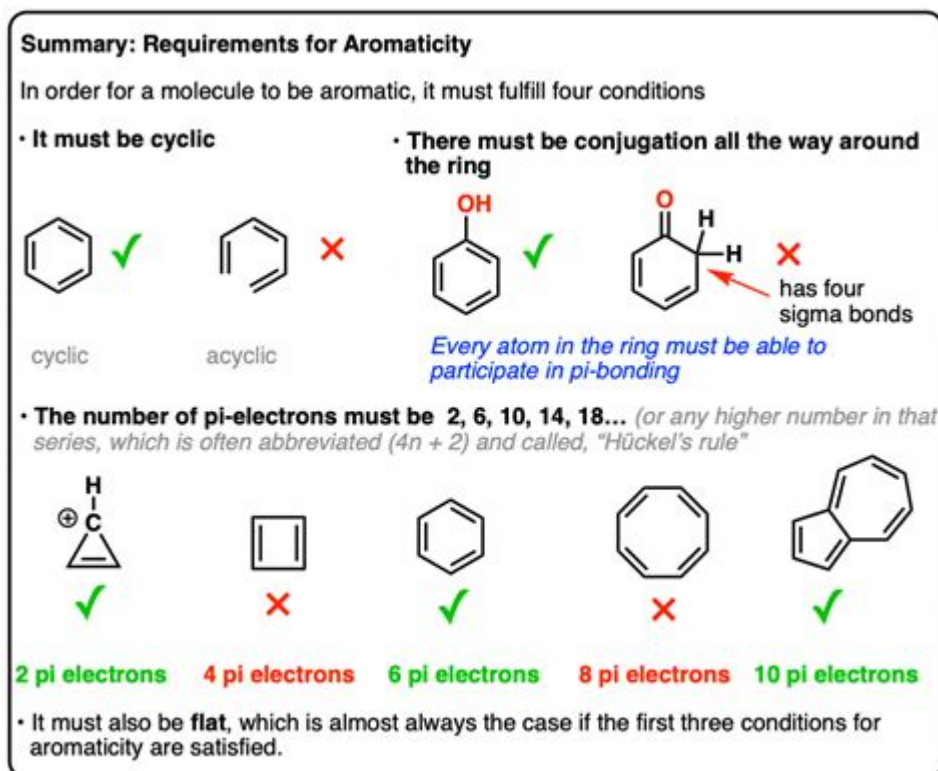 Summary: Requirements for Aromaticity
In order for a molecule to be aromatic, it must fulfill four conditions
· It must be cyclic
· There must be conjugation all the way around
the ring
OH
O
H
H
has four
sigma bonds
cyclic
acyclic
Every atom in the ring must be able to
participate in pi-bonding
· The number of pi-electrons must be 2, 6, 10, 14, 18... (or any higher number in that
series, which is often abbreviated (4n + 2) and called, "Hückel's rule"
H
⊕
C
2 pi electrons
4 pi electrons
6 pi electrons
8 pi electrons
10 pi electrons
· It must also be flat, which is almost always the case if the first three conditions for
aromaticity are satisfied.